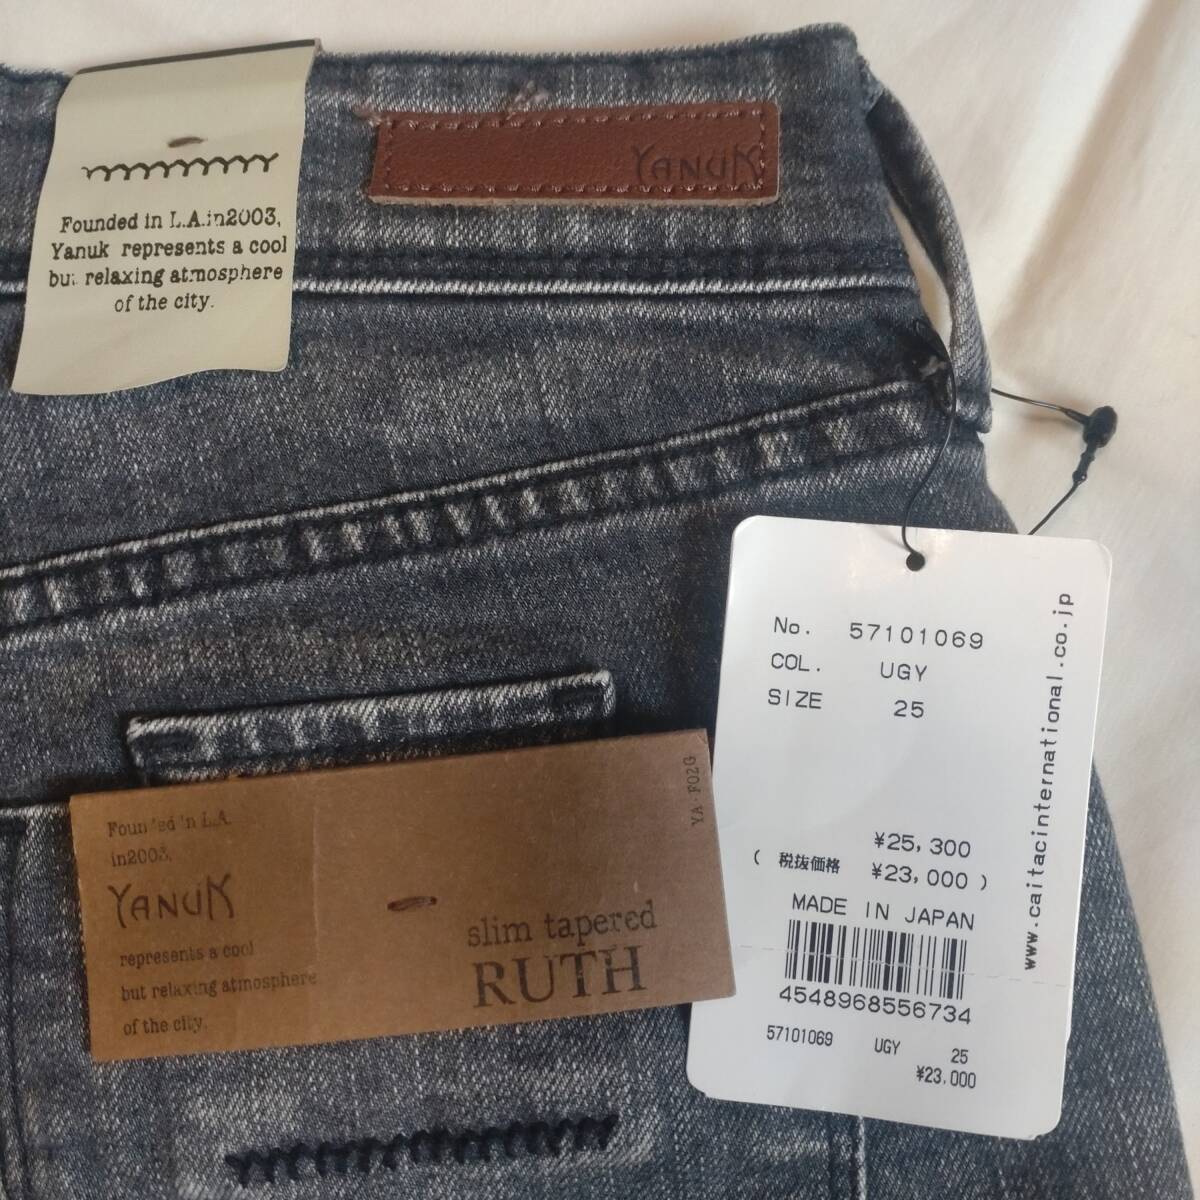 Founded in L.A.in2003,
Yanuk represents a cool
but relaxing atmosphere
of the city.
YANUK
No. 57101069
COL. UGY
SIZE 25
¥25,300
( 税抜価格 ¥23,000 )
MADE IN JAPAN
4548968556734
57101069 UGY 25
¥23,000
www.caitacinternational.co.jp
Founded in L.A.
in2003.
YANUK
represents a cool
but relaxing atmosphere
of the city.
slim tapered
RUTH
YA-F02G